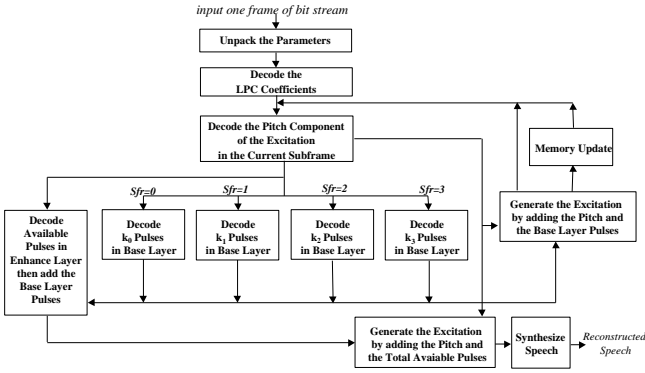 input one frame of bit stream
Unpack the Parameters
Decode the
LPC Coefficients
Decode the Pitch Component
of the Excitation
in the Current Subframe
Memory Update
Sfr=0
Sfr=1
Sfr=2
Sfr=3
Decode
Available
Pulses in
Enhance Layer
then add the
Base Layer
Pulses
Decode
k0 Pulses
in Base Layer
Decode
k1 Pulses
in Base Layer
Decode
k2 Pulses
in Base Layer
Decode
k3 Pulses
in Base Layer
Generate the Excitation
by adding the Pitch and
the Base Layer Pulses
Generate the Excitation
by adding the Pitch and
the Total Avaiable Pulses
Synthesize
Speech
Reconstructed
Speech